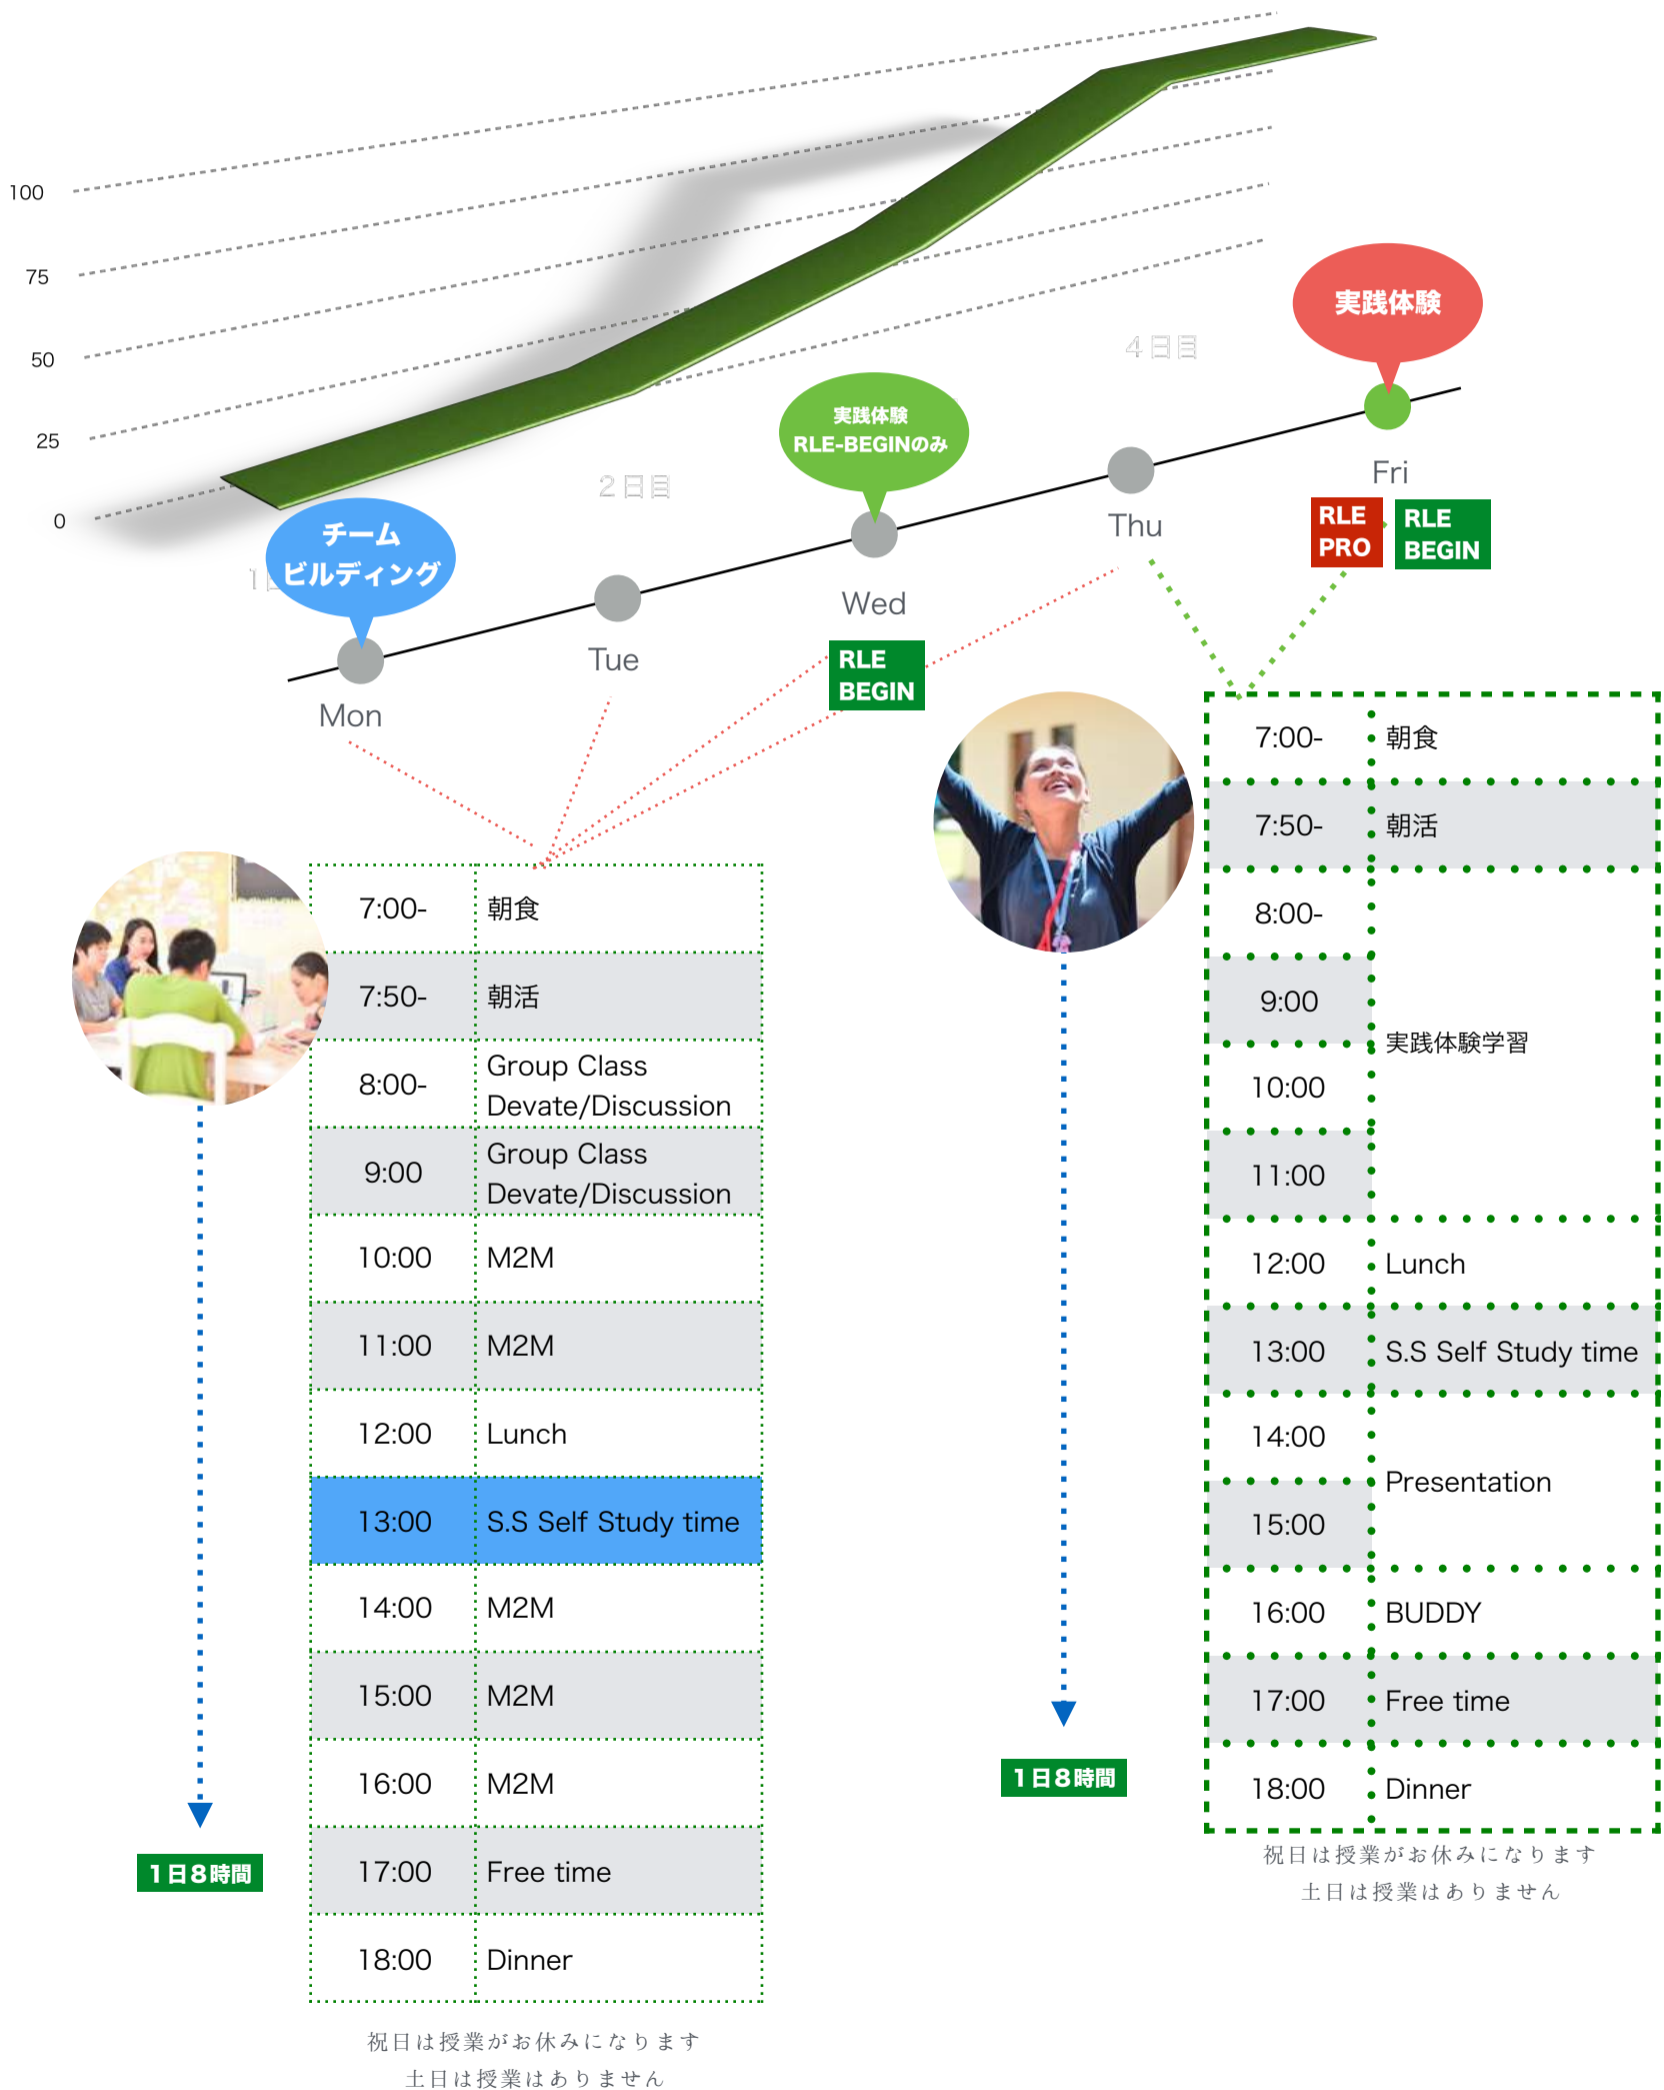 100
75
50
25
0
4日目
2日目
実践体験
実践体験
RLE-BEGINのみ
チーム
ビルディング
Mon
Tue
Wed
Thu
Fri
RLE
BEGIN
RLE
PRO
RLE
BEGIN
7:00- 朝食
7:50- 朝活
8:00- Group Class
Devate/Discussion
9:00 Group Class
Devate/Discussion
10:00 M2M
11:00 M2M
12:00 Lunch
13:00 S.S Self Study time
14:00 M2M
15:00 M2M
16:00 M2M
17:00 Free time
18:00 Dinner
1日8時間
祝日は授業がお休みになります
土日は授業はありません
7:00- 朝食
7:50- 朝活
8:00-
9:00
実践体験学習
10:00
11:00
12:00 Lunch
13:00 S.S Self Study time
14:00
Presentation
15:00
16:00 BUDDY
17:00 Free time
18:00 Dinner
1日8時間
祝日は授業がお休みになります
土日は授業はありません